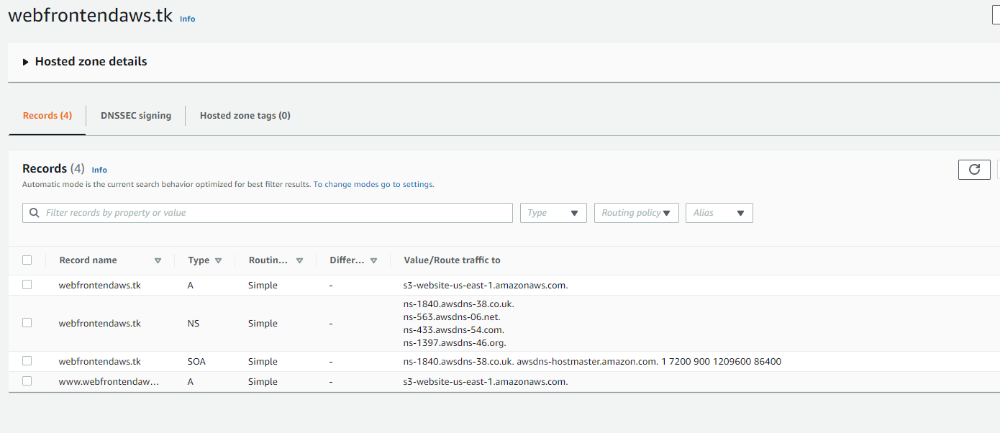 webfrontendaws.tk Info
Hosted zone details
Records (4) DNSSEC signing Hosted zone tags (0)
Records (4) Info
Automatic mode is the current search behavior optimized for best filter results. To change modes go to settings.
Filter records by property or value Type Routing policy Alias
Record name Type Routin... Differ... Value/Route traffic to
webfrontendaws.tk A Simple - s3-website-us-east-1.amazonaws.com.
ns-1840.awsdns-38.co.uk.
ns-563.awsdns-06.net.
webfrontendaws.tk NS Simple -
ns-433.awsdns-54.com.
ns-1397.awsdns-46.org.
webfrontendaws.tk SOA Simple - ns-1840.awsdns-38.co.uk. awsdns-hostmaster.amazon.com. 1 7200 900 1209600 86400
www.webfrontendaw... A Simple - s3-website-us-east-1.amazonaws.com.